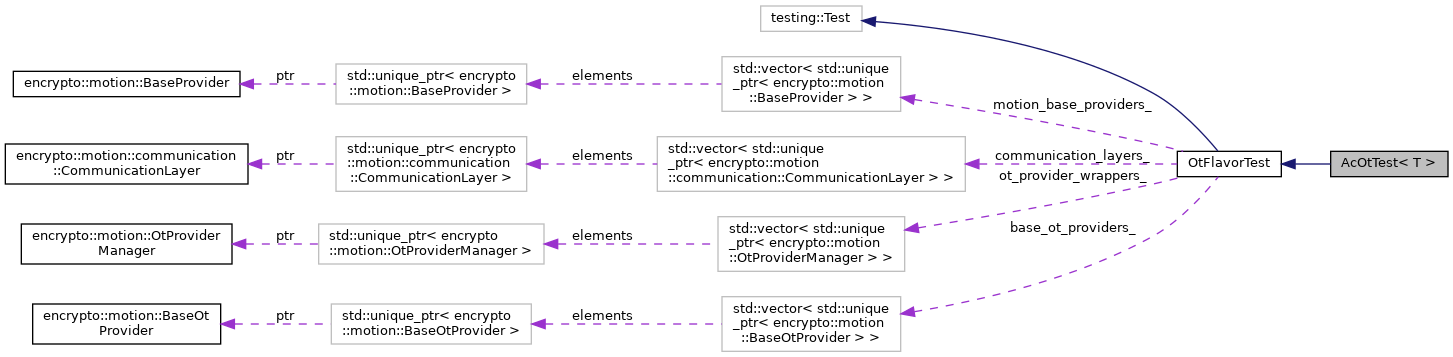 testing::Test
encrypto::motion::BaseProvider
ptr
std::unique_ptr< encrypto
::motion::BaseProvider >
elements
std::vector< std::unique
_ptr< encrypto::motion
::BaseProvider > >
motion_base_providers_
encrypto::motion::communication
::CommunicationLayer
ptr
std::unique_ptr< encrypto
::motion::communication
::CommunicationLayer >
elements
std::vector< std::unique
_ptr< encrypto::motion
::communication::CommunicationLayer > >
communication_layers_
OtFlavorTest
AcOtTest< T >
encrypto::motion::OtProvider
Manager
ptr
std::unique_ptr< encrypto
::motion::OtProviderManager >
elements
std::vector< std::unique
_ptr< encrypto::motion
::OtProviderManager > >
ot_provider_wrappers_
encrypto::motion::BaseOt
Provider
ptr
std::unique_ptr< encrypto
::motion::BaseOtProvider >
elements
std::vector< std::unique
_ptr< encrypto::motion
::BaseOtProvider > >
base_ot_providers_